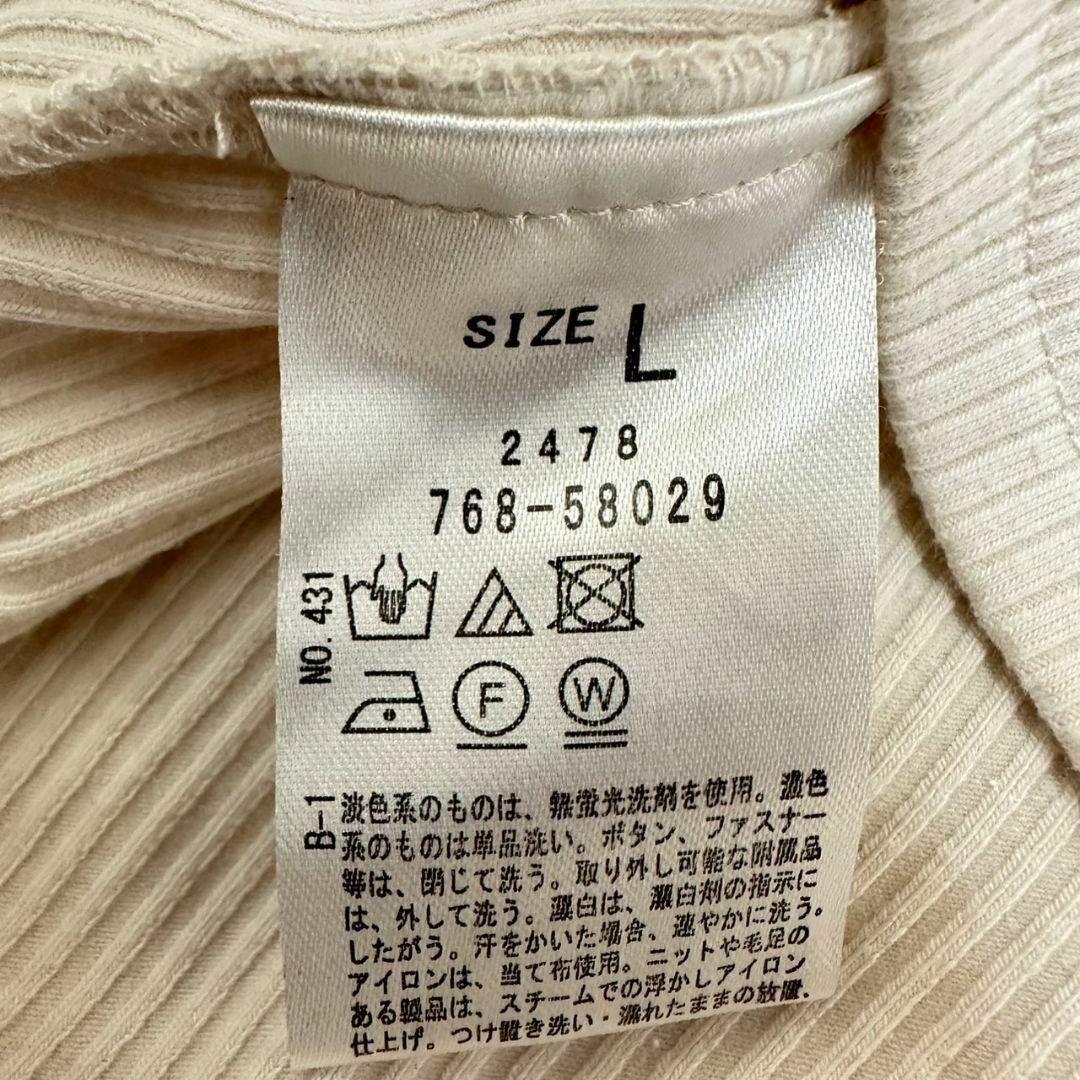 SIZE L
2478
768-58029
NO. 431
F W
B-1
淡色系のものは、無蛍光洗剤を使用。濃色
系のものは単品洗い。ボタン、ファスナー
等は、閉じて洗う。取り外し可能な附属品
は、外して洗う。漂白は、漂白剤の指示に
したがう。汗をかいた場合、速やかに洗う。
アイロンは、当て布使用。ニットや毛足の
ある製品は、スチームでの浮かしアイロン
仕上げ。つけ置き洗い・濡れたままの放置.